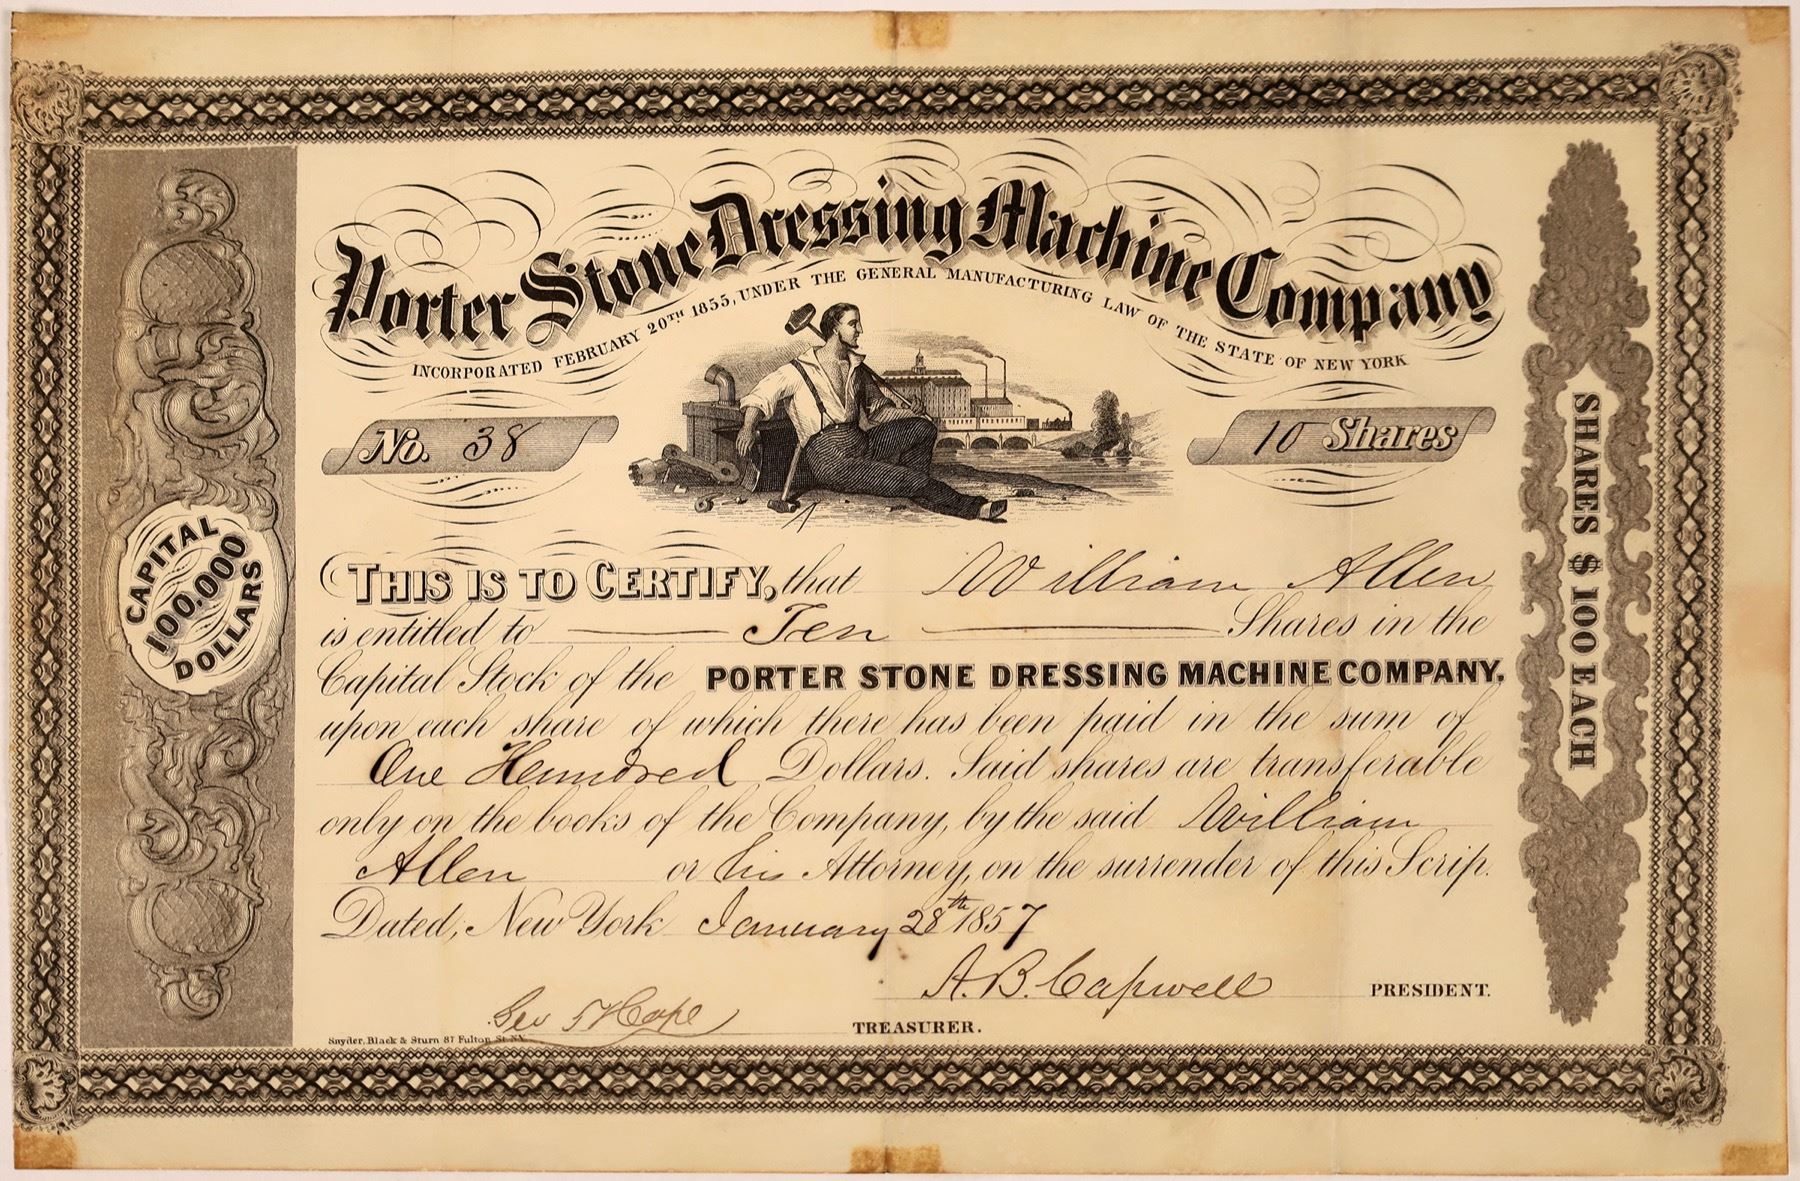 Porter Stone Dressing Machine Company
INCORPORATED FEBRUARY 20TH 1855, UNDER THE GENERAL MANUFACTURING LAW OF THE STATE OF NEW YORK
No. 38
10 Shares
CAPITAL
100.000
DOLLARS
SHARES $ 100 EACH
THIS IS TO CERTIFY, that William Allen
is entitled to Ten Shares in the
Capital Stock of the PORTER STONE DRESSING MACHINE COMPANY,
upon each share of which there has been paid in the sum of
One Hundred Dollars. Said shares are transferable
only on the books of the Company, by the said William
Allen or his Attorney, on the surrender of this Scrip.
Dated, New York January 28th 1857
A. B. Capwell PRESIDENT.
Geo Hope TREASURER.
Snyder, Black & Sturn 87 Fulton St. N.Y.